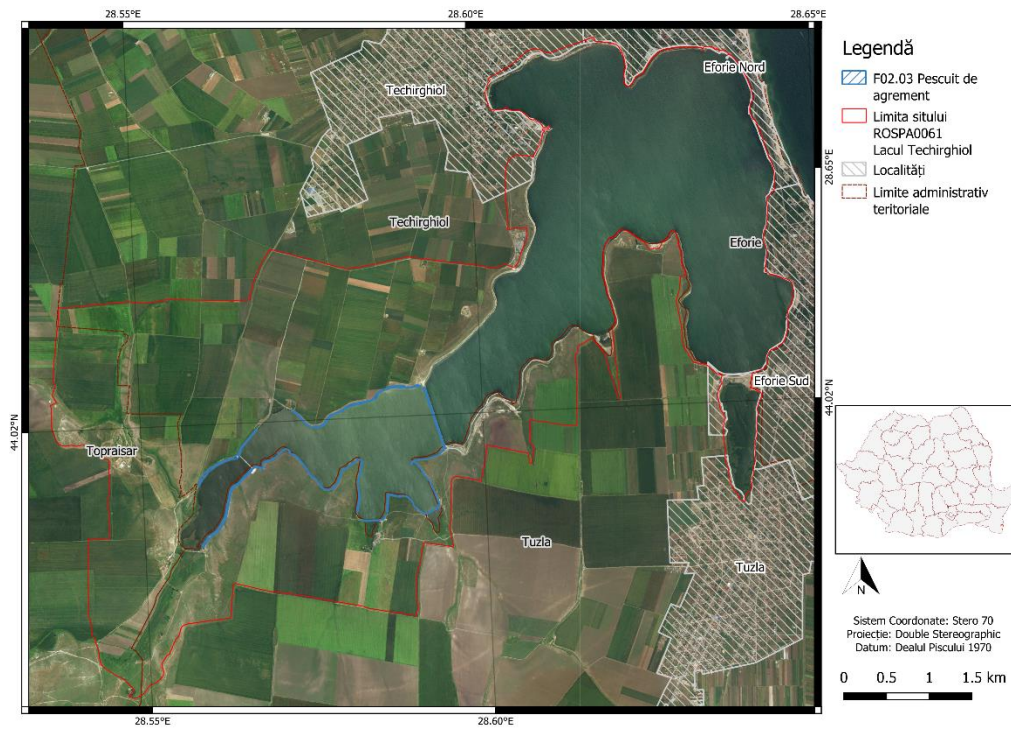 28.55°E
28.60°E
28.65°E
Eforie Nord
Techirghiol
28.65°E
Techirghiol
Eforie
Eforie Sud
44.02°N
44.02°N
Topraisar
Tuzla
Tuzla
28.55°E
28.60°E
Legendă
F02.03 Pescuit de
agrement
Limita sitului
ROSPA0061
Lacul Techirghiol
Localități
Limite administrativ
teritoriale
N
Sistem Coordonate: Stero 70
Proiecție: Double Stereographic
Datum: Dealul Piscului 1970
0 0.5 1 1.5 km